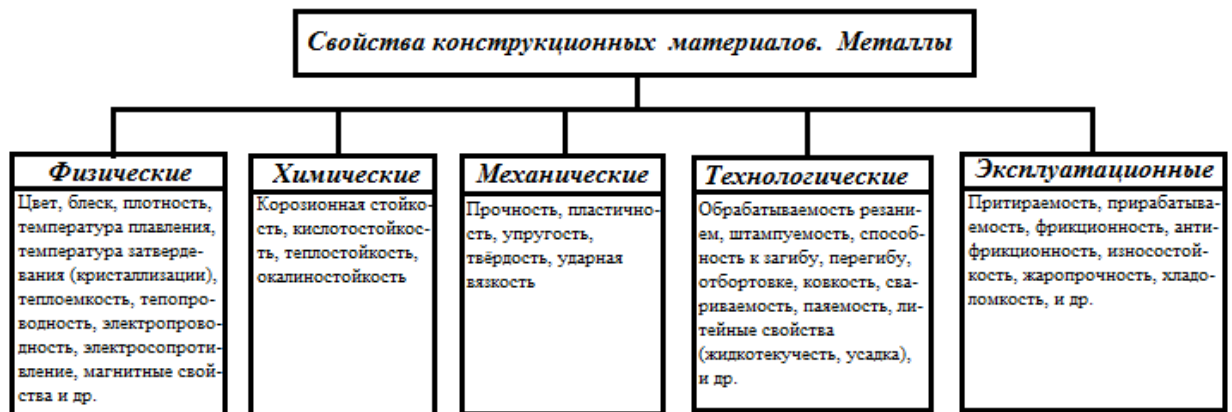 Свойства конструкционных материалов. Металлы
Физические
Цвет, блеск, плотность,
температура плавления,
температура затверде-
вания (кристаллизации),
теплоемкость, тепопро-
водность, электропрово-
дность, электросопроти-
вление, магнитные свой-
ства и др.
Химические
Корозионная стойко-
сть, кислотостойкос-
ть, теплостойкость,
окалиностойкость
Механические
Прочность, пластично-
сть, упругость,
твёрдость, ударная
вязкость
Технологические
Обрабатываемость резани-
ем, штампуемость, способ-
ность к загибу, перегибу,
отбортовке, ковкость, сва-
риваемость, паяемость, ли-
тейные свойства
(жидкотекучесть, усадка),
и др.
Эксплуатационные
Притираемость, прирабатыва-
емость, фрикционность, анти-
фрикционность, износостой-
кость, жаропрочность, хладо-
ломкость, и др.